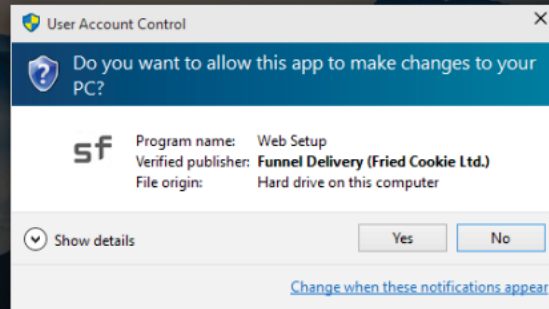 User Account Control
Do you want to allow this app to make changes to your
PC?
sf
Program name: Web Setup
Verified publisher: Funnel Delivery (Fried Cookie Ltd.)
File origin: Hard drive on this computer
Show details
Yes
No
Change when these notifications appear